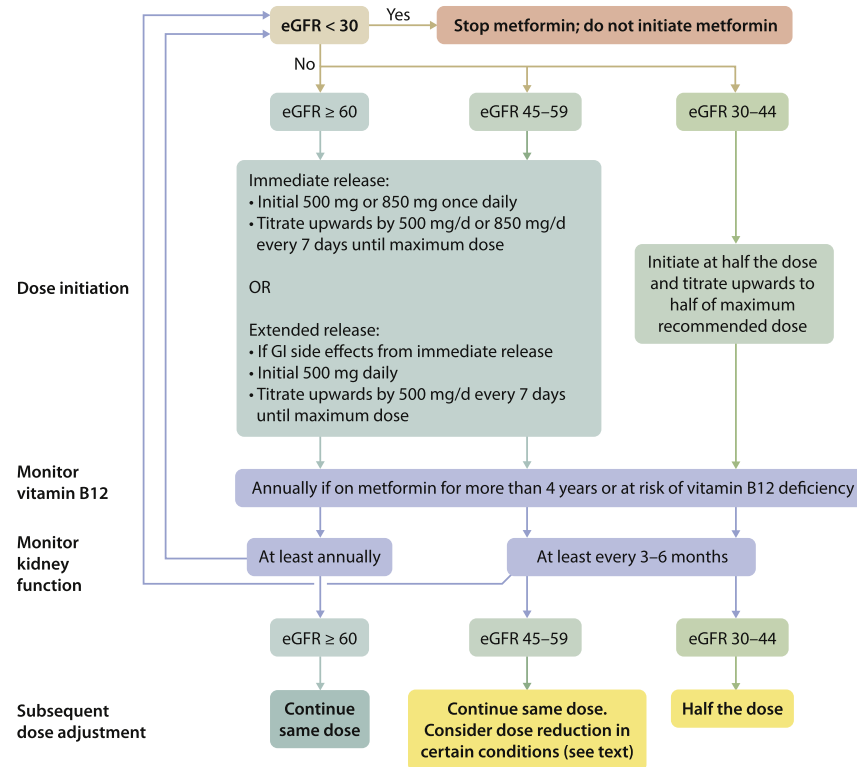 eGFR < 30
Yes
Stop metformin; do not initiate metformin
No
eGFR ≥ 60
eGFR 45–59
eGFR 30–44
Dose initiation
Immediate release:
• Initial 500 mg or 850 mg once daily
• Titrate upwards by 500 mg/d or 850 mg/d
every 7 days until maximum dose
OR
Extended release:
• If GI side effects from immediate release
• Initial 500 mg daily
• Titrate upwards by 500 mg/d every 7 days
until maximum dose
Initiate at half the dose
and titrate upwards to
half of maximum
recommended dose
Monitor
vitamin B12
Annually if on metformin for more than 4 years or at risk of vitamin B12 deficiency
Monitor
kidney
function
At least annually
At least every 3–6 months
eGFR ≥ 60
eGFR 45–59
eGFR 30–44
Subsequent
dose adjustment
Continue
same dose
Continue same dose.
Consider dose reduction in
certain conditions (see text)
Half the dose